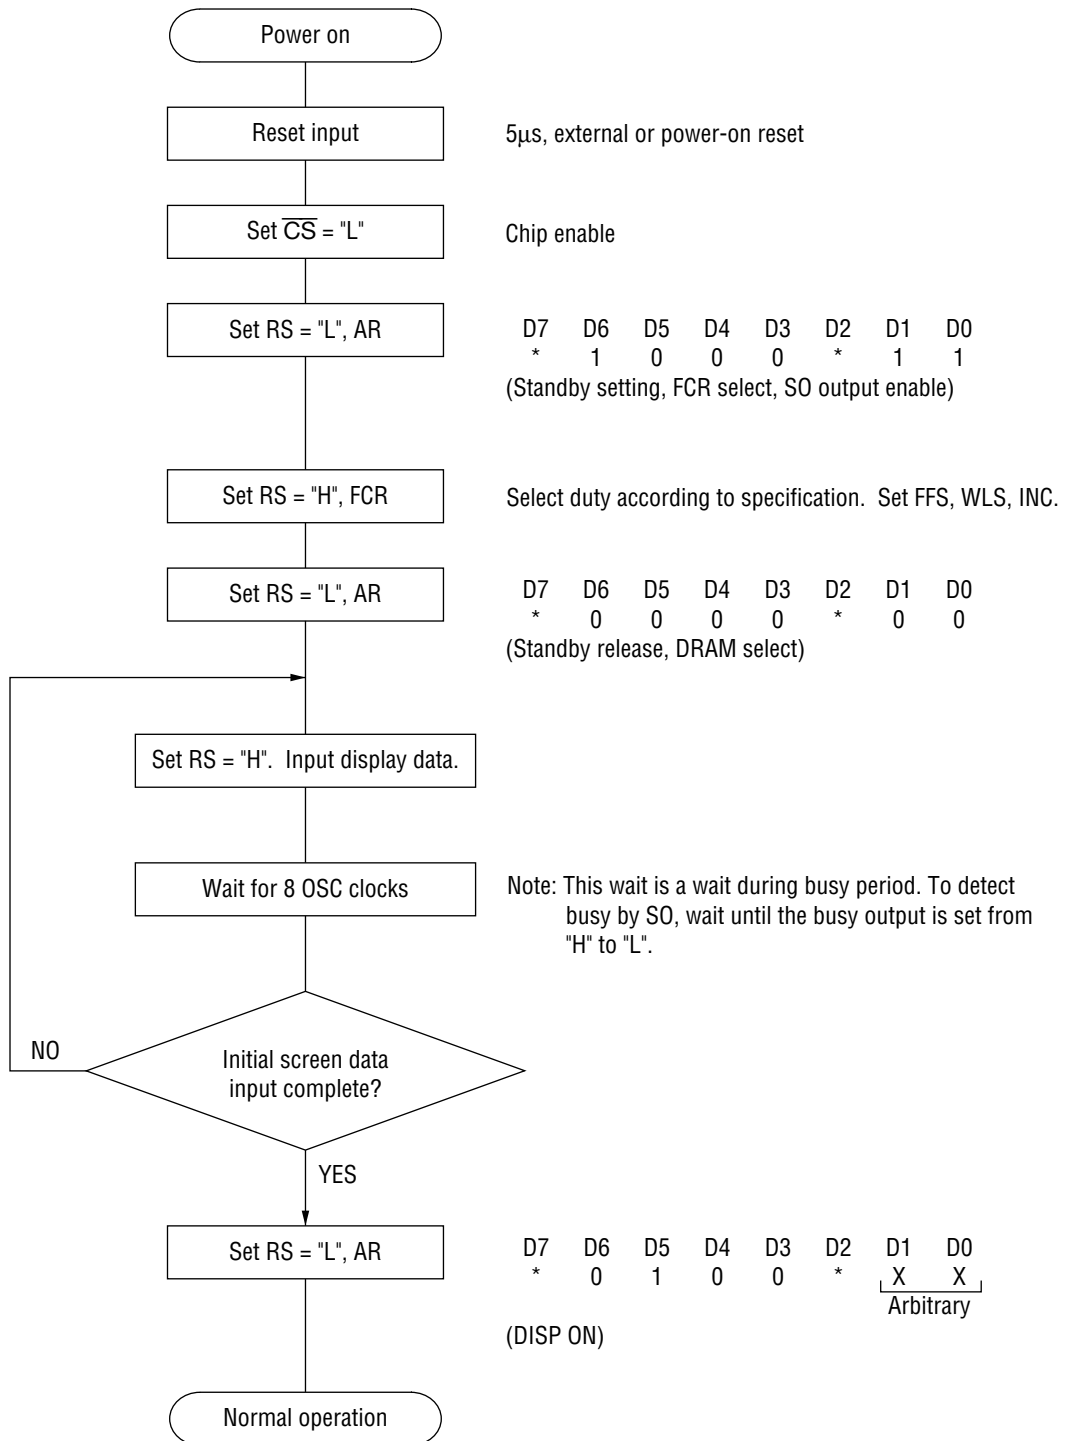 Power on
Reset input
5µs, external or power-on reset
Set C̅S̅ = "L"
Chip enable
Set RS = "L", AR
D7 D6 D5 D4 D3 D2 D1 D0
* 1 0 0 0 * 1 1
(Standby setting, FCR select, SO output enable)
Set RS = "H", FCR
Select duty according to specification. Set FFS, WLS, INC.
Set RS = "L", AR
D7 D6 D5 D4 D3 D2 D1 D0
* 0 0 0 0 * 0 0
(Standby release, DRAM select)
Set RS = "H". Input display data.
Wait for 8 OSC clocks
Note: This wait is a wait during busy period. To detect
busy by SO, wait until the busy output is set from
"H" to "L".
NO
Initial screen data
input complete?
YES
Set RS = "L", AR
D7 D6 D5 D4 D3 D2 D1 D0
* 0 1 0 0 * X X
Arbitrary
(DISP ON)
Normal operation